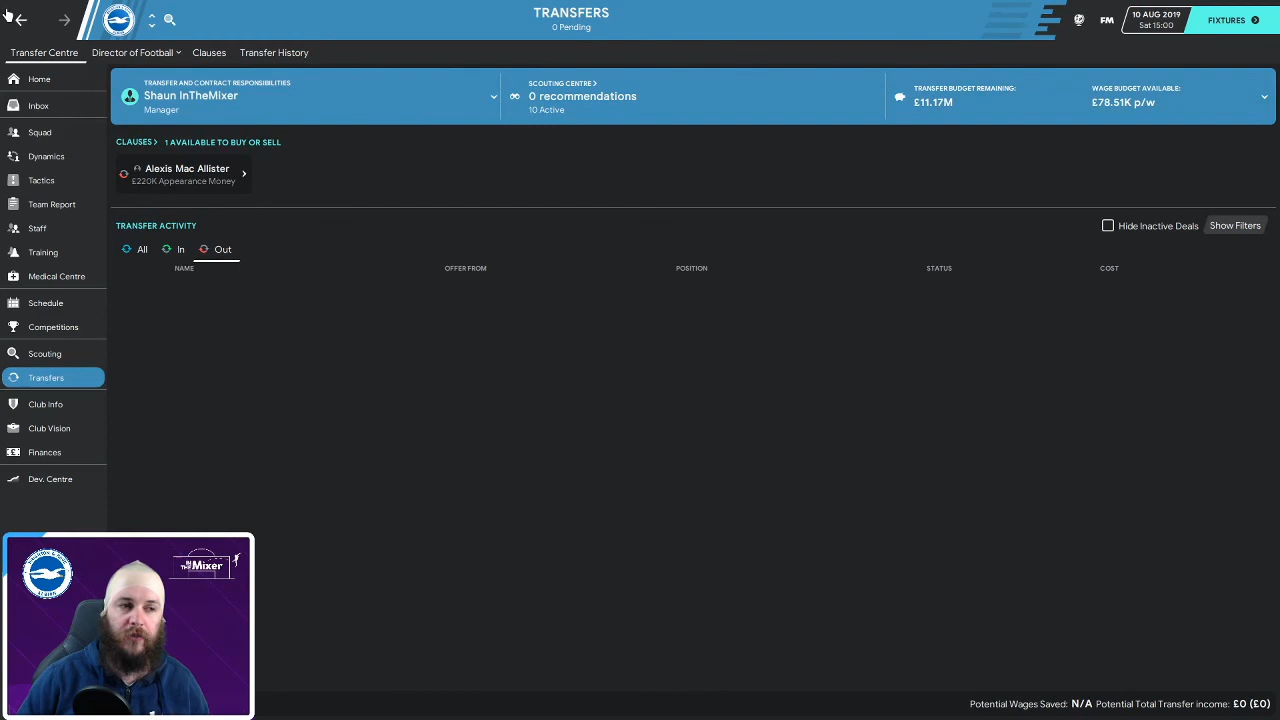 TRANSFERS
0 Pending
FM
10 AUG 2019
Sat 15:00
FIXTURES
Transfer Centre
Director of Football
Clauses
Transfer History
Home
Inbox
Squad
Dynamics
Tactics
Team Report
Staff
Training
Medical Centre
Schedule
Competitions
Scouting
Transfers
Club Info
Club Vision
Finances
Dev. Centre
TRANSFER AND CONTRACT RESPONSIBILITIES
Shaun InTheMixer
Manager
SCOUTING CENTRE >
0 recommendations
10 Active
TRANSFER BUDGET REMAINING:
£11.17M
WAGE BUDGET AVAILABLE:
£78.51K p/w
CLAUSES > 1 AVAILABLE TO BUY OR SELL
Alexis Mac Allister
£220K Appearance Money
TRANSFER ACTIVITY
Hide Inactive Deals
Show Filters
All In Out
NAME OFFER FROM POSITION STATUS COST
IN
THE Mixer
Potential Wages Saved: N/A Potential Total Transfer income: £0 (£0)